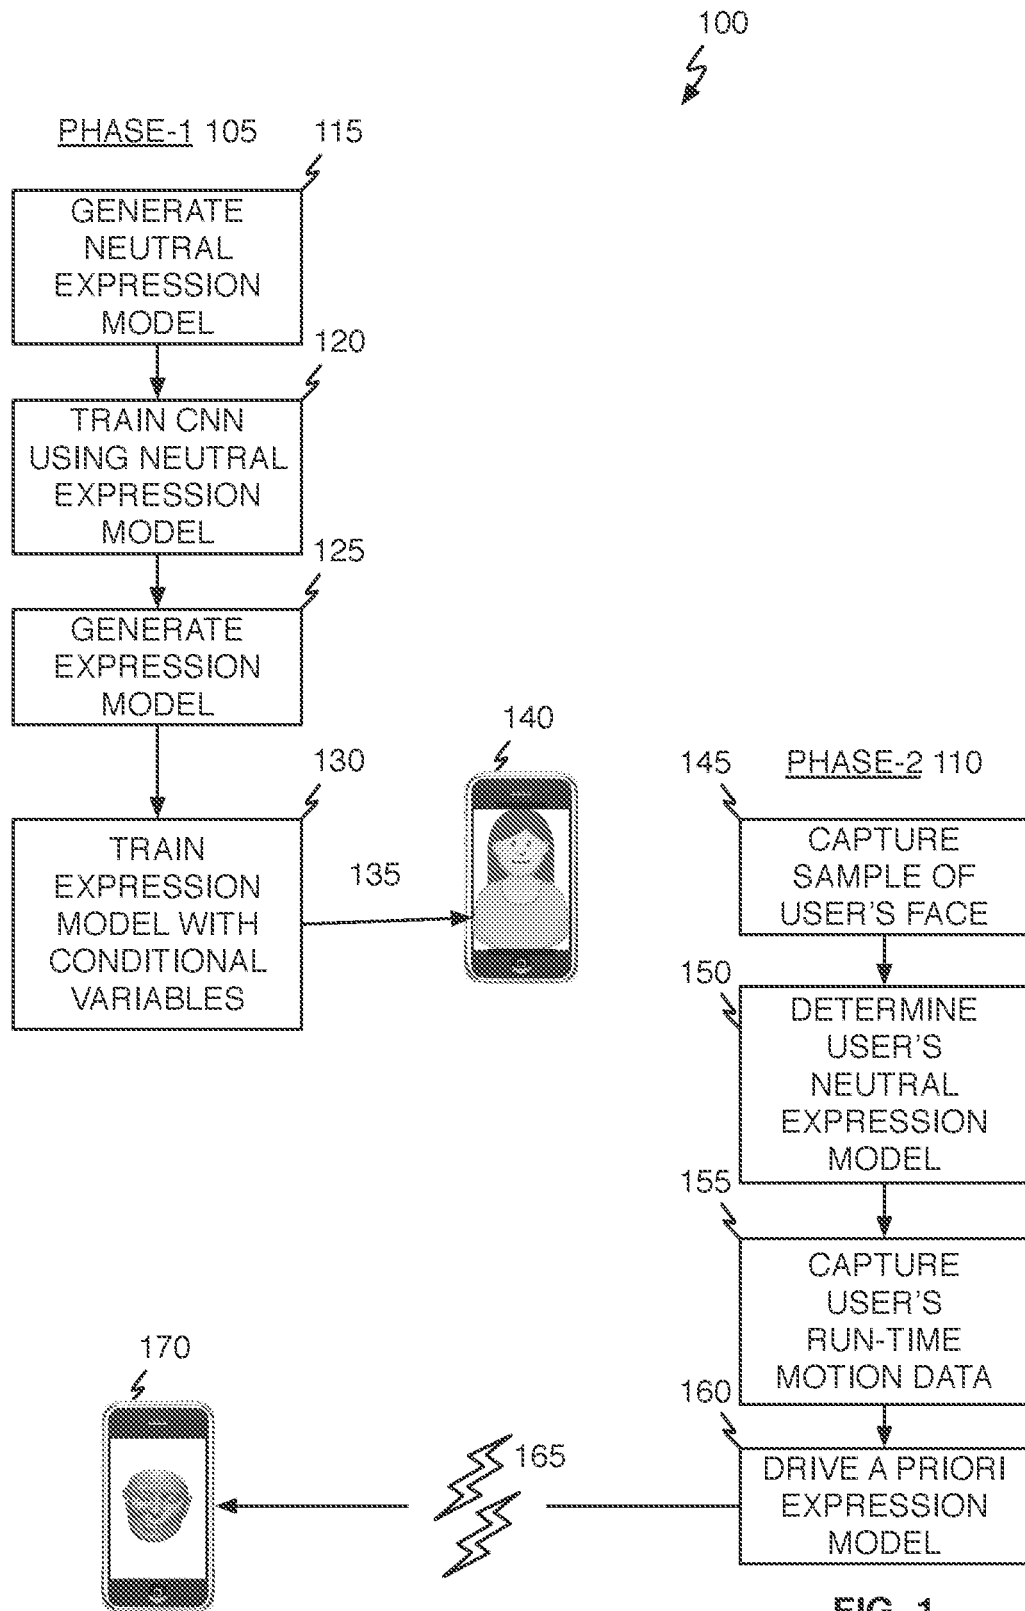 100
PHASE-1 105
115
GENERATE
NEUTRAL
EXPRESSION
MODEL
120
TRAIN CNN
USING NEUTRAL
EXPRESSION
MODEL
125
GENERATE
EXPRESSION
MODEL
130
TRAIN
EXPRESSION
MODEL WITH
CONDITIONAL
VARIABLES
135
140
PHASE-2 110
145
CAPTURE
SAMPLE OF
USER'S FACE
150
DETERMINE
USER'S
NEUTRAL
EXPRESSION
MODEL
155
CAPTURE
USER'S
RUN-TIME
MOTION DATA
160
DRIVE A PRIORI
EXPRESSION
MODEL
165
170
FIG. 1